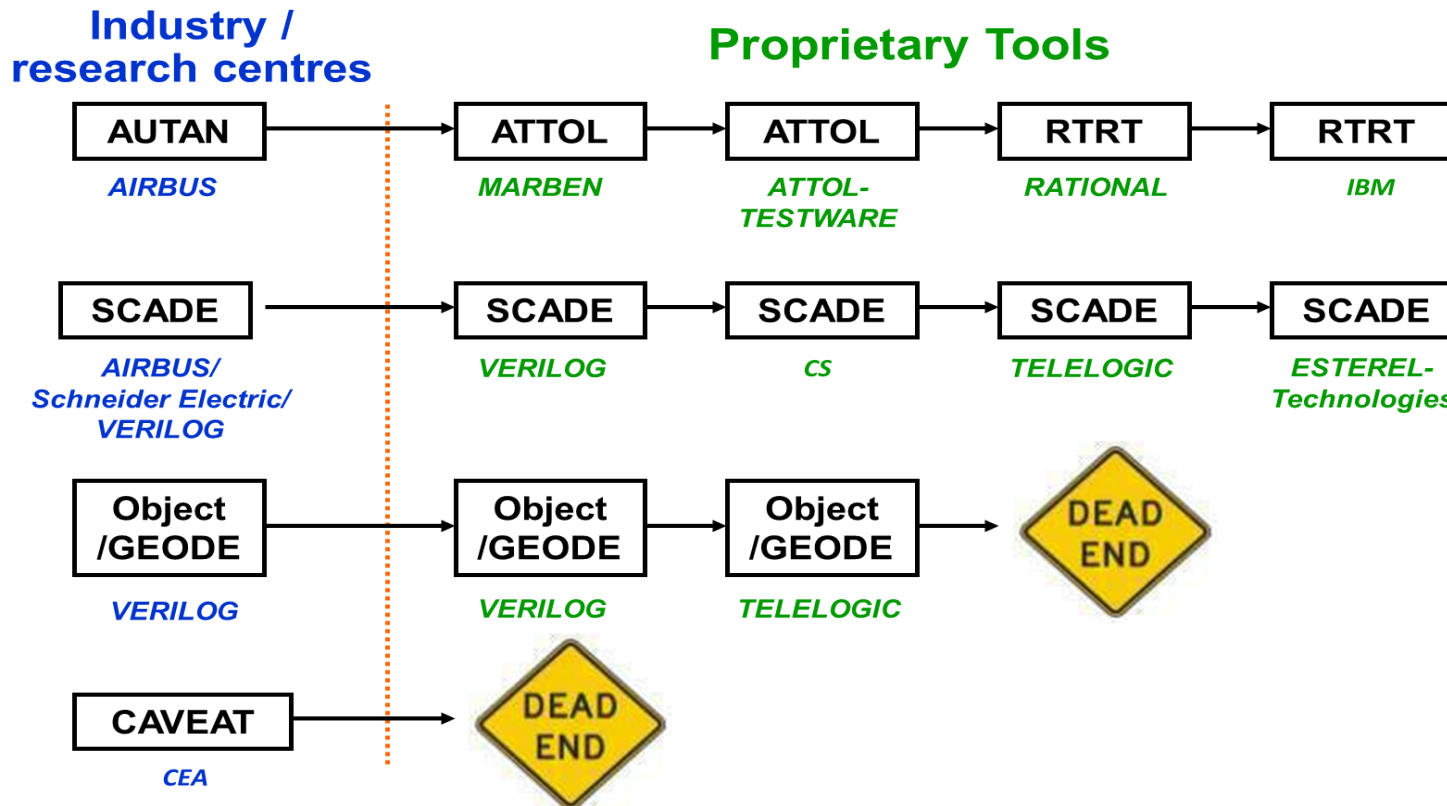 Industry /
research centres
Proprietary Tools
AUTAN
ATTOL
ATTOL
RTRT
RTRT
AIRBUS
MARBEN
ATTOL-
TESTWARE
RATIONAL
IBM
SCADE
SCADE
SCADE
SCADE
SCADE
AIRBUS/
Schneider Electric/
VERILOG
VERILOG
CS
TELELOGIC
ESTEREL-
Technologies
Object
/GEODE
Object
/GEODE
Object
/GEODE
DEAD
END
VERILOG
VERILOG
TELELOGIC
CAVEAT
DEAD
END
CEA